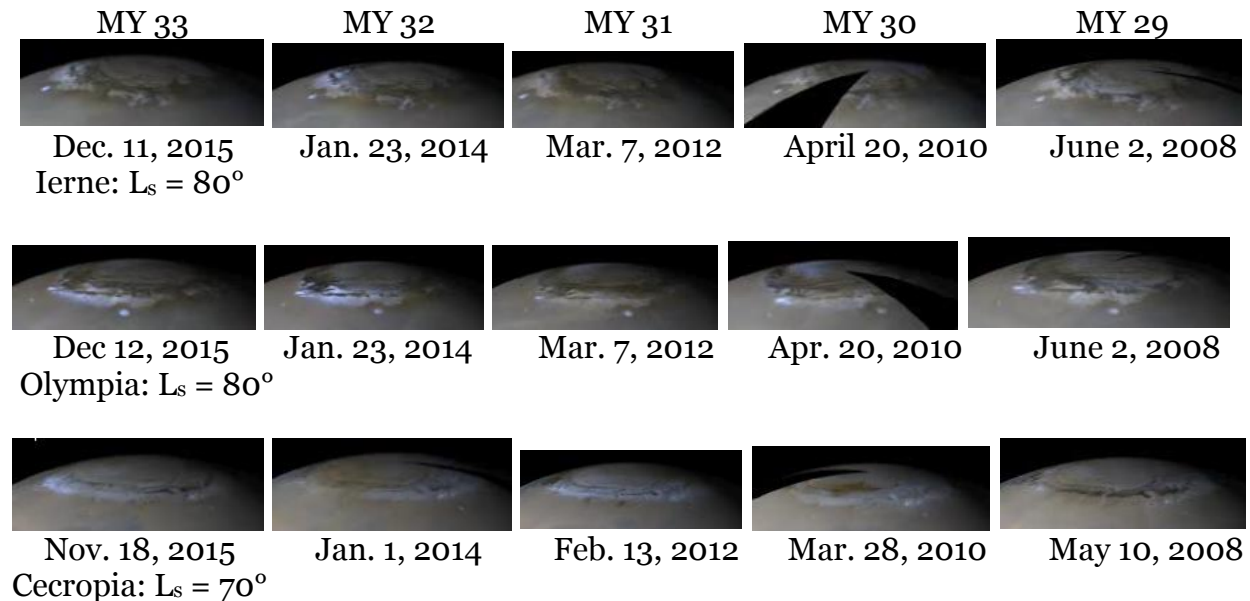 MY 33 MY 32 MY 31 MY 30 MY 29
Dec. 11, 2015 Jan. 23, 2014 Mar. 7, 2012 April 20, 2010 June 2, 2008
Ierne: Lₛ = 80°
Dec 12, 2015 Jan. 23, 2014 Mar. 7, 2012 Apr. 20, 2010 June 2, 2008
Olympia: Lₛ = 80°
Nov. 18, 2015 Jan. 1, 2014 Feb. 13, 2012 Mar. 28, 2010 May 10, 2008
Cecropia: Lₛ = 70°